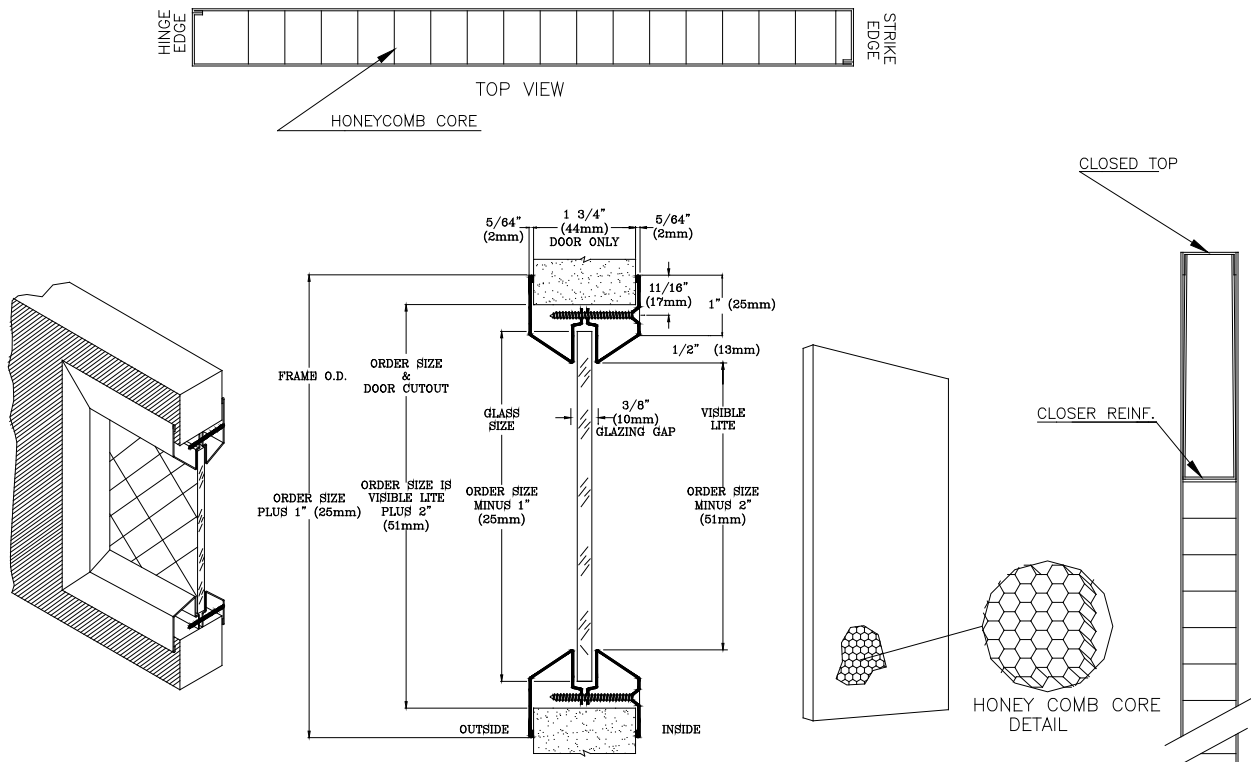 HINGE
EDGE
STRIKE
EDGE
TOP VIEW
HONEYCOMB CORE
CLOSED TOP
5/64"
(2mm)
1 3/4"
(44mm)
DOOR ONLY
5/64"
(2mm)
11/16"
(17mm)
1" (25mm)
1/2" (13mm)
FRAME O.D.
ORDER SIZE
&
DOOR CUTOUT
GLASS
SIZE
3/8"
(10mm)
GLAZING GAP
VISIBLE
LITE
CLOSER REINF.
ORDER SIZE
PLUS 1" (25mm)
ORDER SIZE IS
VISIBLE LITE
PLUS 2"
(51mm)
ORDER SIZE
MINUS 1"
(25mm)
ORDER SIZE
MINUS 2"
(51mm)
HONEY COMB CORE
DETAIL
OUTSIDE
INSIDE